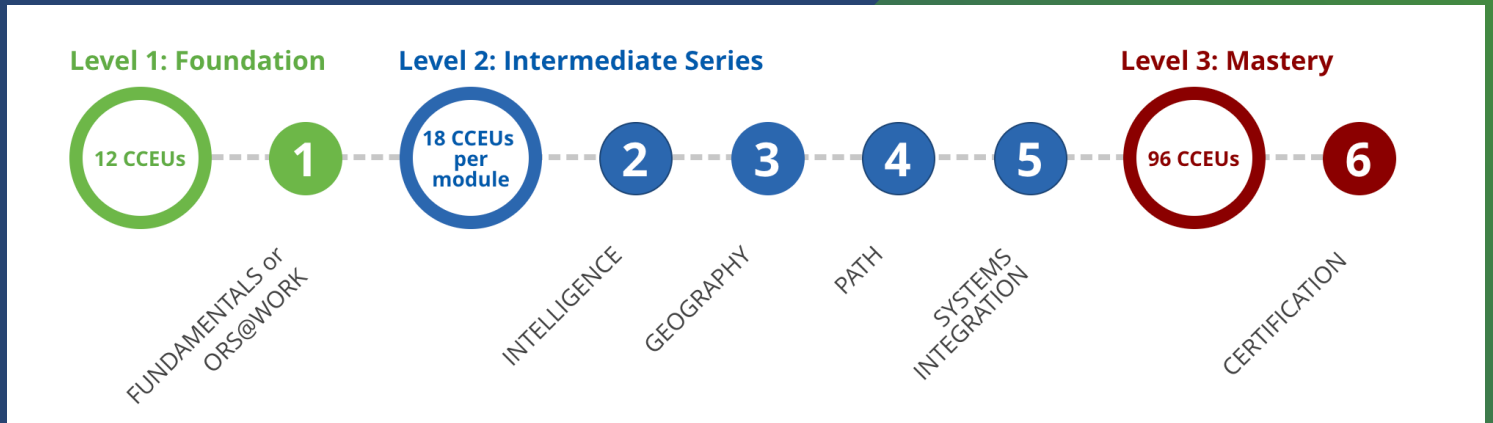 Level 1: Foundation
Level 2: Intermediate Series
Level 3: Mastery
12 CCEUs
1
18 CCEUs
per
module
2
3
4
5
96 CCEUs
6
FUNDAMENTALS or
ORS@WORK
INTELLIGENCE
GEOGRAPHY
PATH
SYSTEMS
INTEGRATION
CERTIFICATION